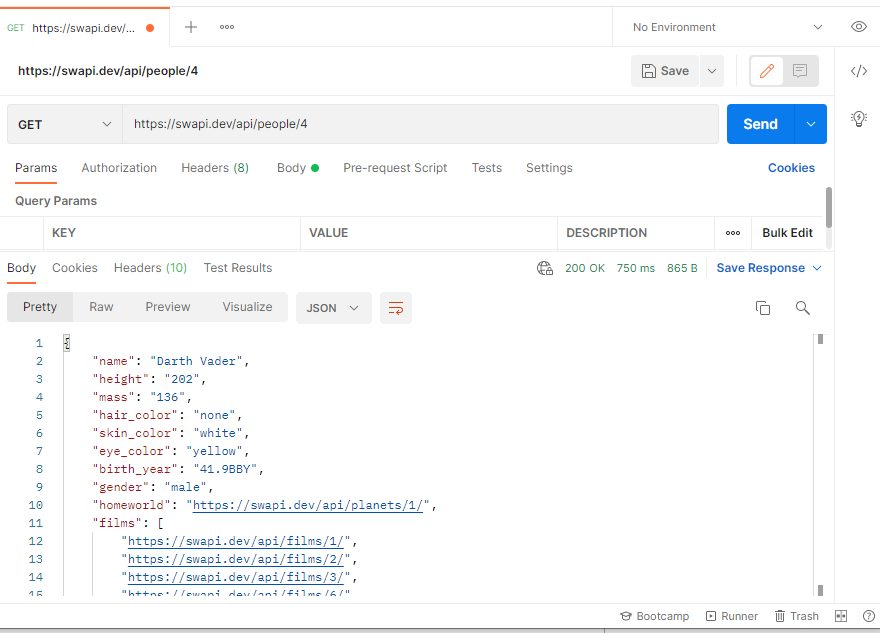 GET https://swapi.dev/... No Environment
https://swapi.dev/api/people/4 Save
GET https://swapi.dev/api/people/4 Send
Params Authorization Headers (8) Body Pre-request Script Tests Settings Cookies
Query Params
KEY VALUE DESCRIPTION Bulk Edit
Body Cookies Headers (10) Test Results 200 OK 750 ms 865 B Save Response
Pretty Raw Preview Visualize JSON
1 {
2 "name": "Darth Vader",
3 "height": "202",
4 "mass": "136",
5 "hair_color": "none",
6 "skin_color": "white",
7 "eye_color": "yellow",
8 "birth_year": "41.9BBY",
9 "gender": "male",
10 "homeworld": "https://swapi.dev/api/planets/1/",
11 "films": [
12 "https://swapi.dev/api/films/1/",
13 "https://swapi.dev/api/films/2/",
14 "https://swapi.dev/api/films/3/",
15 "https://swapi.dev/api/films/6/"
Bootcamp Runner Trash